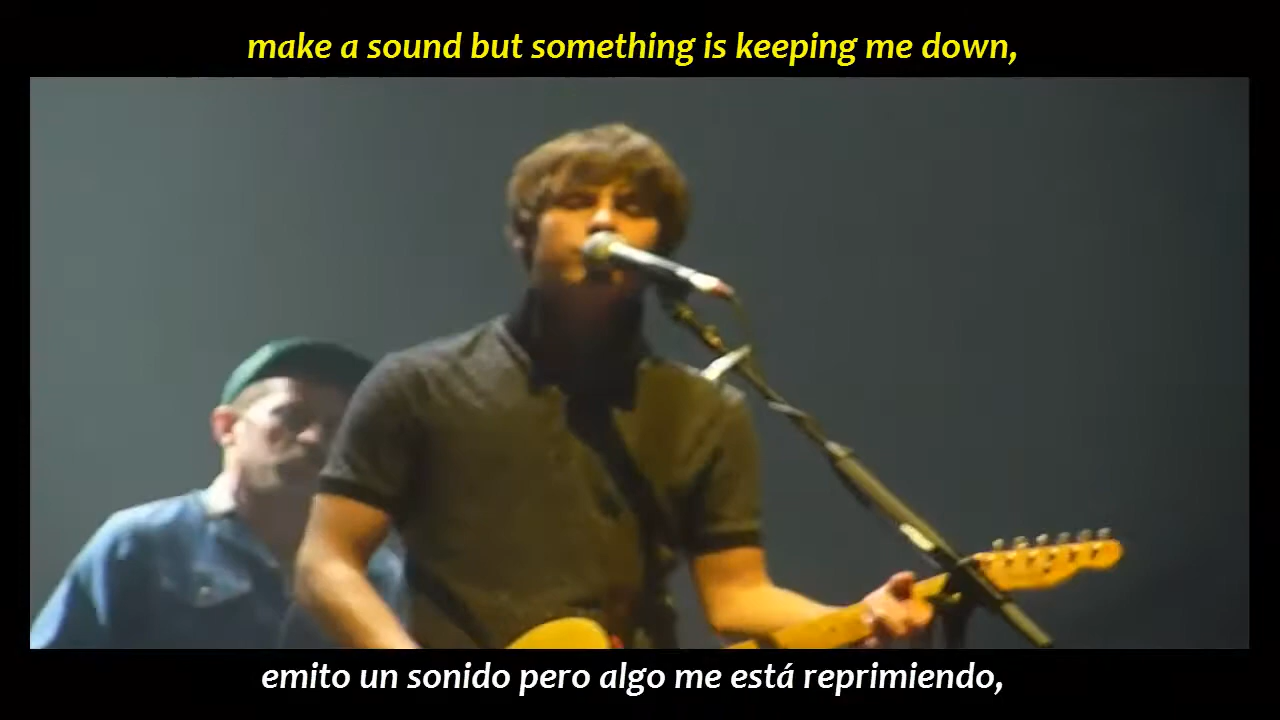 make a sound but something is keeping me down,
emito un sonido pero algo me está reprimiendo,